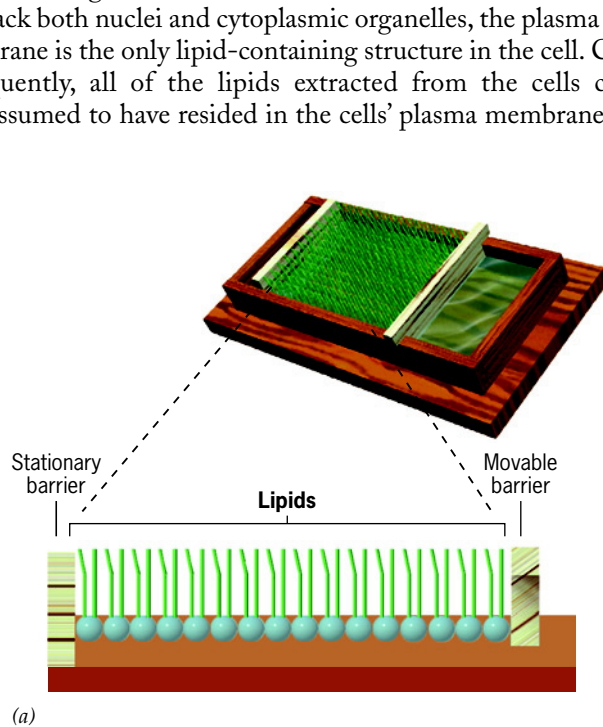 ack both nuclei and cytoplasmic organelles, the plasma
rane is the only lipid-containing structure in the cell. C
quently, all of the lipids extracted from the cells c
ssumed to have resided in the cells' plasma membrane
Stationary
barrier
Movable
barrier
Lipids
(a)